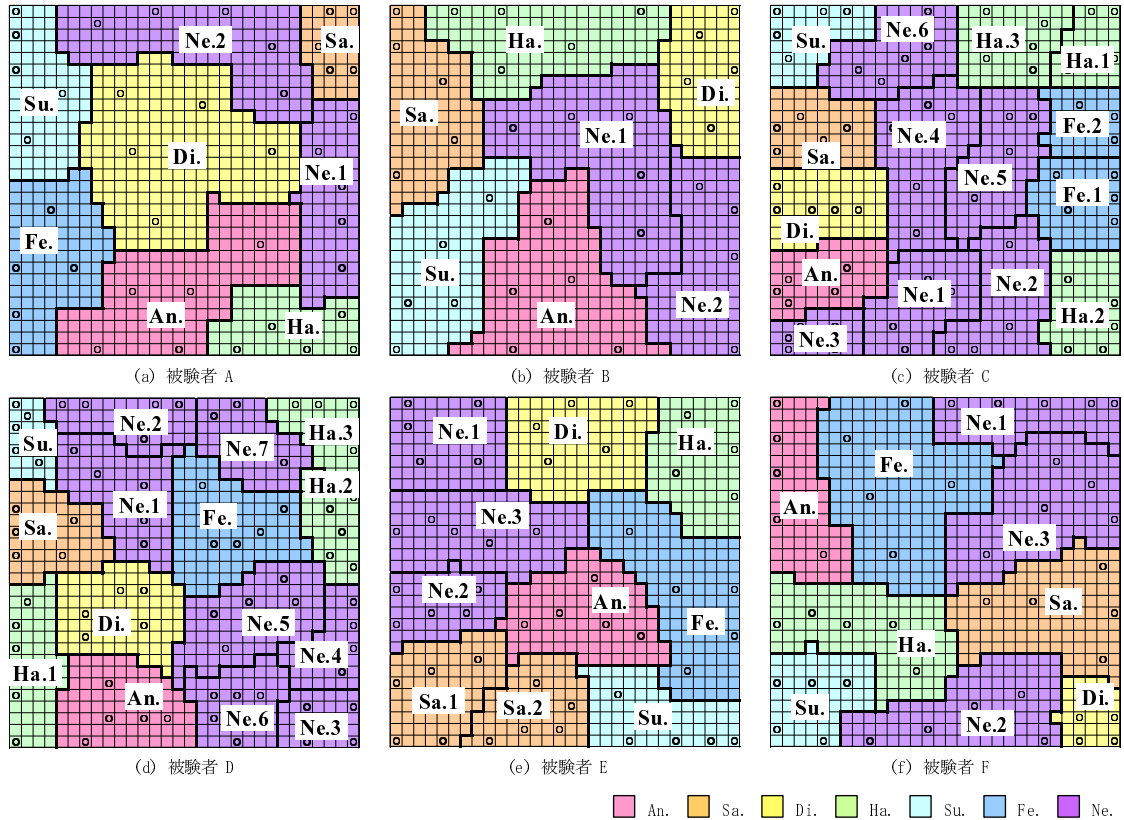 Ne.2
Sa.
Su.
Di.
Ne.1
Fe.
An.
Ha.
(a) 被験者 A
Ha.
Di.
Sa.
Ne.1
Su.
Ne.2
An.
(b) 被験者 B
Ne.6
Su.
Ha.3
Ha.1
Fe.2
Ne.4
Sa.
Ne.5
Fe.1
Di.
An.
Ne.1
Ne.2
Ha.2
Ne.3
(c) 被験者 C
Ne.2
Su.
Ne.7
Ha.3
Ha.2
Ne.1
Fe.
Sa.
Di.
Ne.5
Ne.4
Ha.1
An.
Ne.6
Ne.3
(d) 被験者 D
Ne.1
Di.
Ha.
Ne.3
Ne.2
An.
Fe.
Sa.1
Sa.2
Su.
(e) 被験者 E
Ne.1
Fe.
An.
Ne.3
Sa.
Ha.
Di.
Su.
Ne.2
(f) 被験者 F
An. Sa. Di. Ha. Su. Fe. Ne.